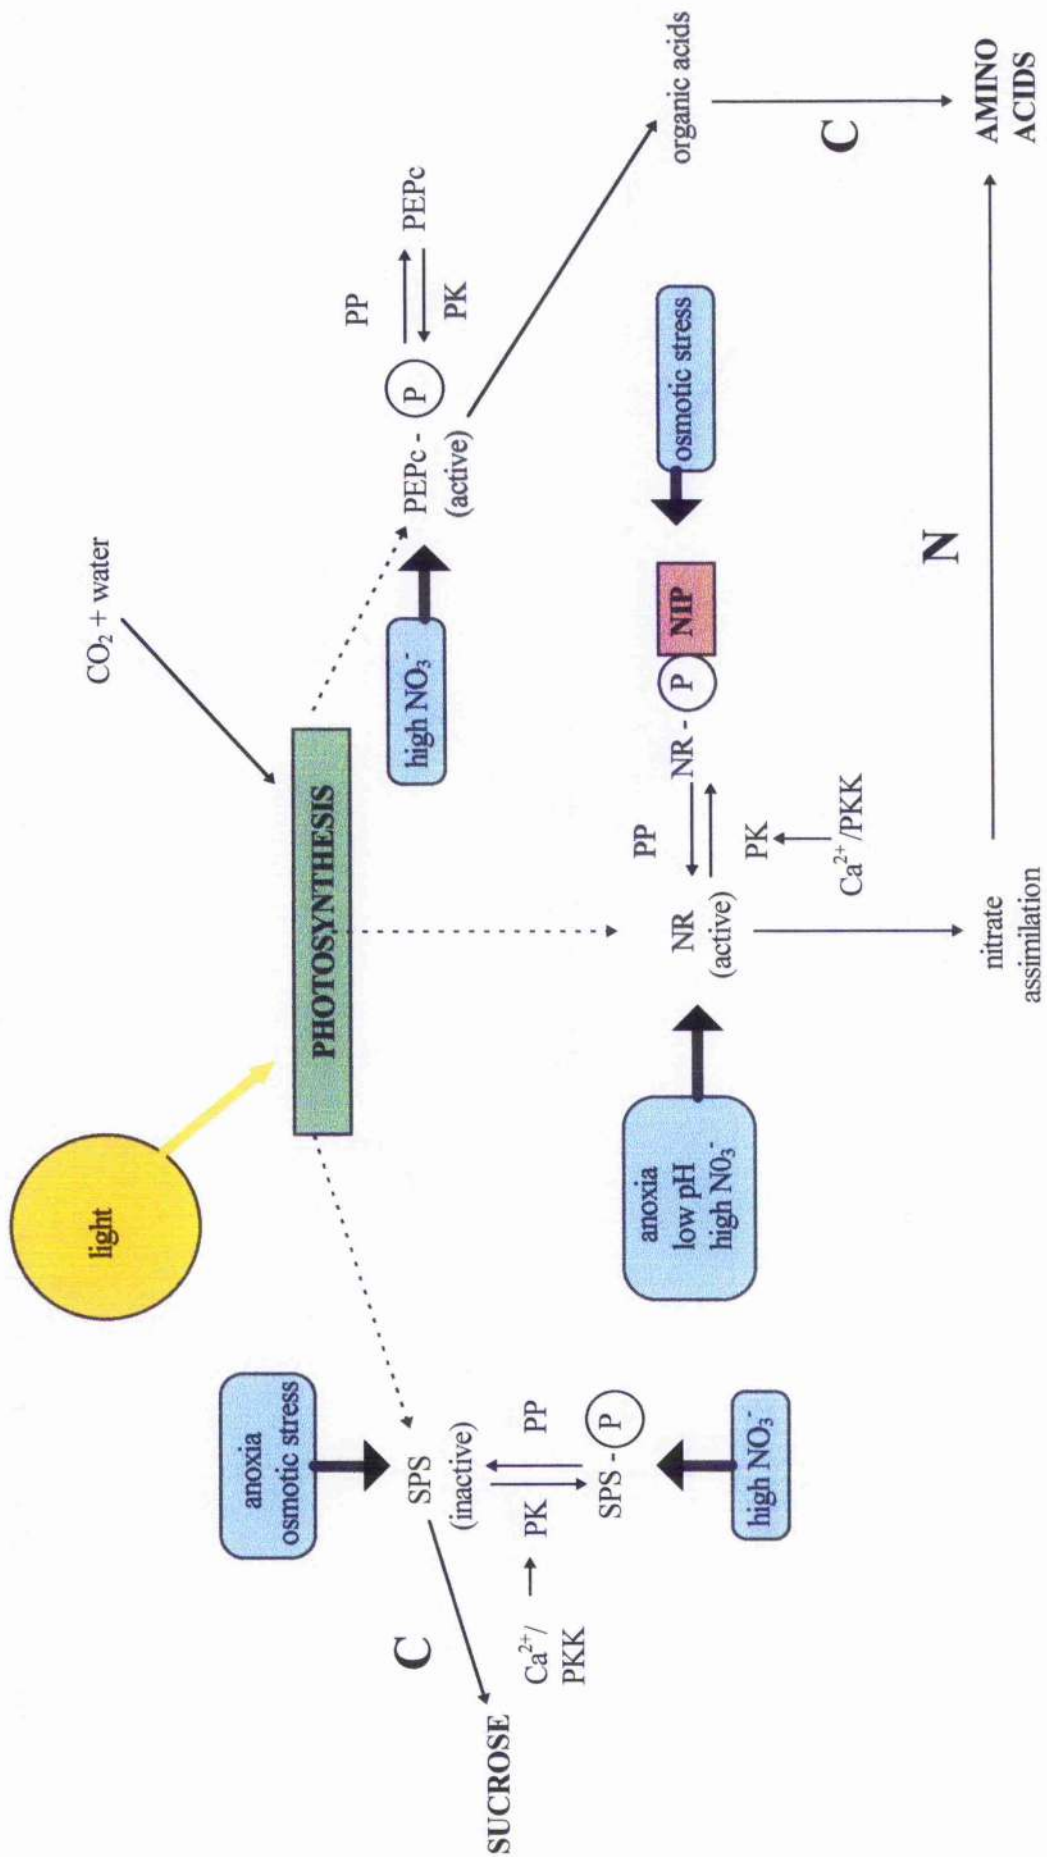 light
CO₂ + water
PHOTOSYNTHESIS
anoxia
osmotic stress
high NO₃⁻
PP
PEPc - P
PEPc
(active)
PK
C
SPS
(inactive)
SUCROSE
Ca²⁺/
PKK
PK
PP
SPS - P
high NO₃⁻
anoxia
low pH
high N0₃⁻
NR
(active)
PP
NR - P
NIP
osmotic stress
PK
Ca²⁺/PKK
organic acids
C
N
nitrate
assimilation
AMINO
ACIDS